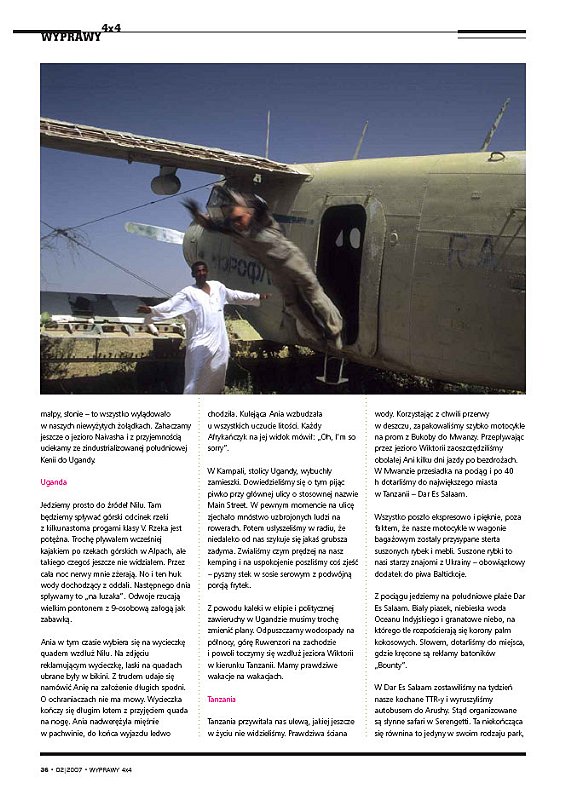 WYPRAWY 4x4
АЭРОФЛ
RA
małpy, słonie – to wszystko wylądowało
w naszych niewyżytych żołądkach. Zahaczamy
jeszcze o jezioro Naivasha i z przyjemnością
uciekamy ze zindustrializowanej południowej
Kenii do Ugandy.
Uganda
Jedziemy prosto do źródeł Nilu. Tam
będziemy spływać górski odcinek rzeki
z kilkunastoma progami klasy V. Rzeka jest
potężna. Trochę pływałem wcześniej
kajakiem po rzekach górskich w Alpach, ale
takiego czegoś jeszcze nie widziałem. Przez
całą noc nerwy mnie zżerają. No i ten huk
wody dochodzący z oddali. Następnego dnia
spływamy to „na luzaka”. Odwoje rzucają
wielkim pontonem z 9-osobową załogą jak
zabawką.
Ania w tym czasie wybiera się na wycieczkę
quadem wzdłuż Nilu. Na zdjęciu
reklamującym wycieczkę, laski na quadach
ubrane były w bikini. Z trudem udaje się
namówić Anię na założenie długich spodni.
O ochraniaczach nie ma mowy. Wycieczka
kończy się długim lotem z przyjęciem quada
na nogę. Ania nadweręża mięśnie
w pachwinie, do końca wyjazdu ledwo
chodziła. Kulejąca Ania wzbudzała
u wszystkich uczucie litości. Każdy
Afrykańczyk na jej widok mówił: „Oh, I'm so
sorry”.
W Kampali, stolicy Ugandy, wybuchły
zamieszki. Dowiedzieliśmy się o tym pijąc
piwko przy głównej ulicy o stosownej nazwie
Main Street. W pewnym momencie na ulicę
zjechało mnóstwo uzbrojonych ludzi na
rowerach. Potem usłyszeliśmy w radiu, że
niedaleko od nas szykuje się jakaś grubsza
zadyma. Zwialiśmy czym prędzej na nasz
kemping i na uspokojenie poszliśmy coś zjeść
– pyszny stek w sosie serowym z podwójną
porcją frytek.
Z powodu kaleki w ekipie i politycznej
zawieruchy w Ugandzie musimy trochę
zmienić plany. Odpuszczamy wodospady na
północy, górę Ruwenzori na zachodzie
i powoli toczymy się wzdłuż jeziora Wiktorii
w kierunku Tanzanii. Mamy prawdziwe
wakacje na wakacjach.
Tanzania
Tanzania przywitała nas ulewą, jakiej jeszcze
w życiu nie widzieliśmy. Prawdziwa ściana
wody. Korzystając z chwili przerwy
w deszczu, zapakowaliśmy szybko motocykle
na prom z Bukoby do Mwanzy. Przepływając
przez jezioro Wiktorii zaoszczędziliśmy
obolałej Ani kilku dni jazdy po bezdrożach.
W Mwanzie przesiadka na pociąg i po 40
h dotarliśmy do największego miasta
w Tanzanii – Dar Es Salaam.
Wszystko poszło ekspresowo i pięknie, poza
faktem, że nasze motocykle w wagonie
bagażowym zostały przysypane sterta
suszonych rybek i mebli. Suszone rybki to
nasi starzy znajomi z Ukrainy – obowiązkowy
dodatek do piwa Bałtickoje.
Z pociągu jedziemy na południowe plaże Dar
Es Salaam. Biały piasek, niebieska woda
Oceanu Indyjskiego i granatowe niebo, na
którego tle rozpościerają się korony palm
kokosowych. Słowem, dotarliśmy do miejsca,
gdzie kręcone są reklamy batoników
„Bounty”.
W Dar Es Salaam zostawiliśmy na tydzień
nasze kochane TTR-y i wyruszyliśmy
autobusem do Arushy. Stąd organizowane
są słynne safari w Serengetti. Ta niekończąca
się równina to jedyny w swoim rodzaju park,
36 • 02|2007 • WYPRAWY 4x4